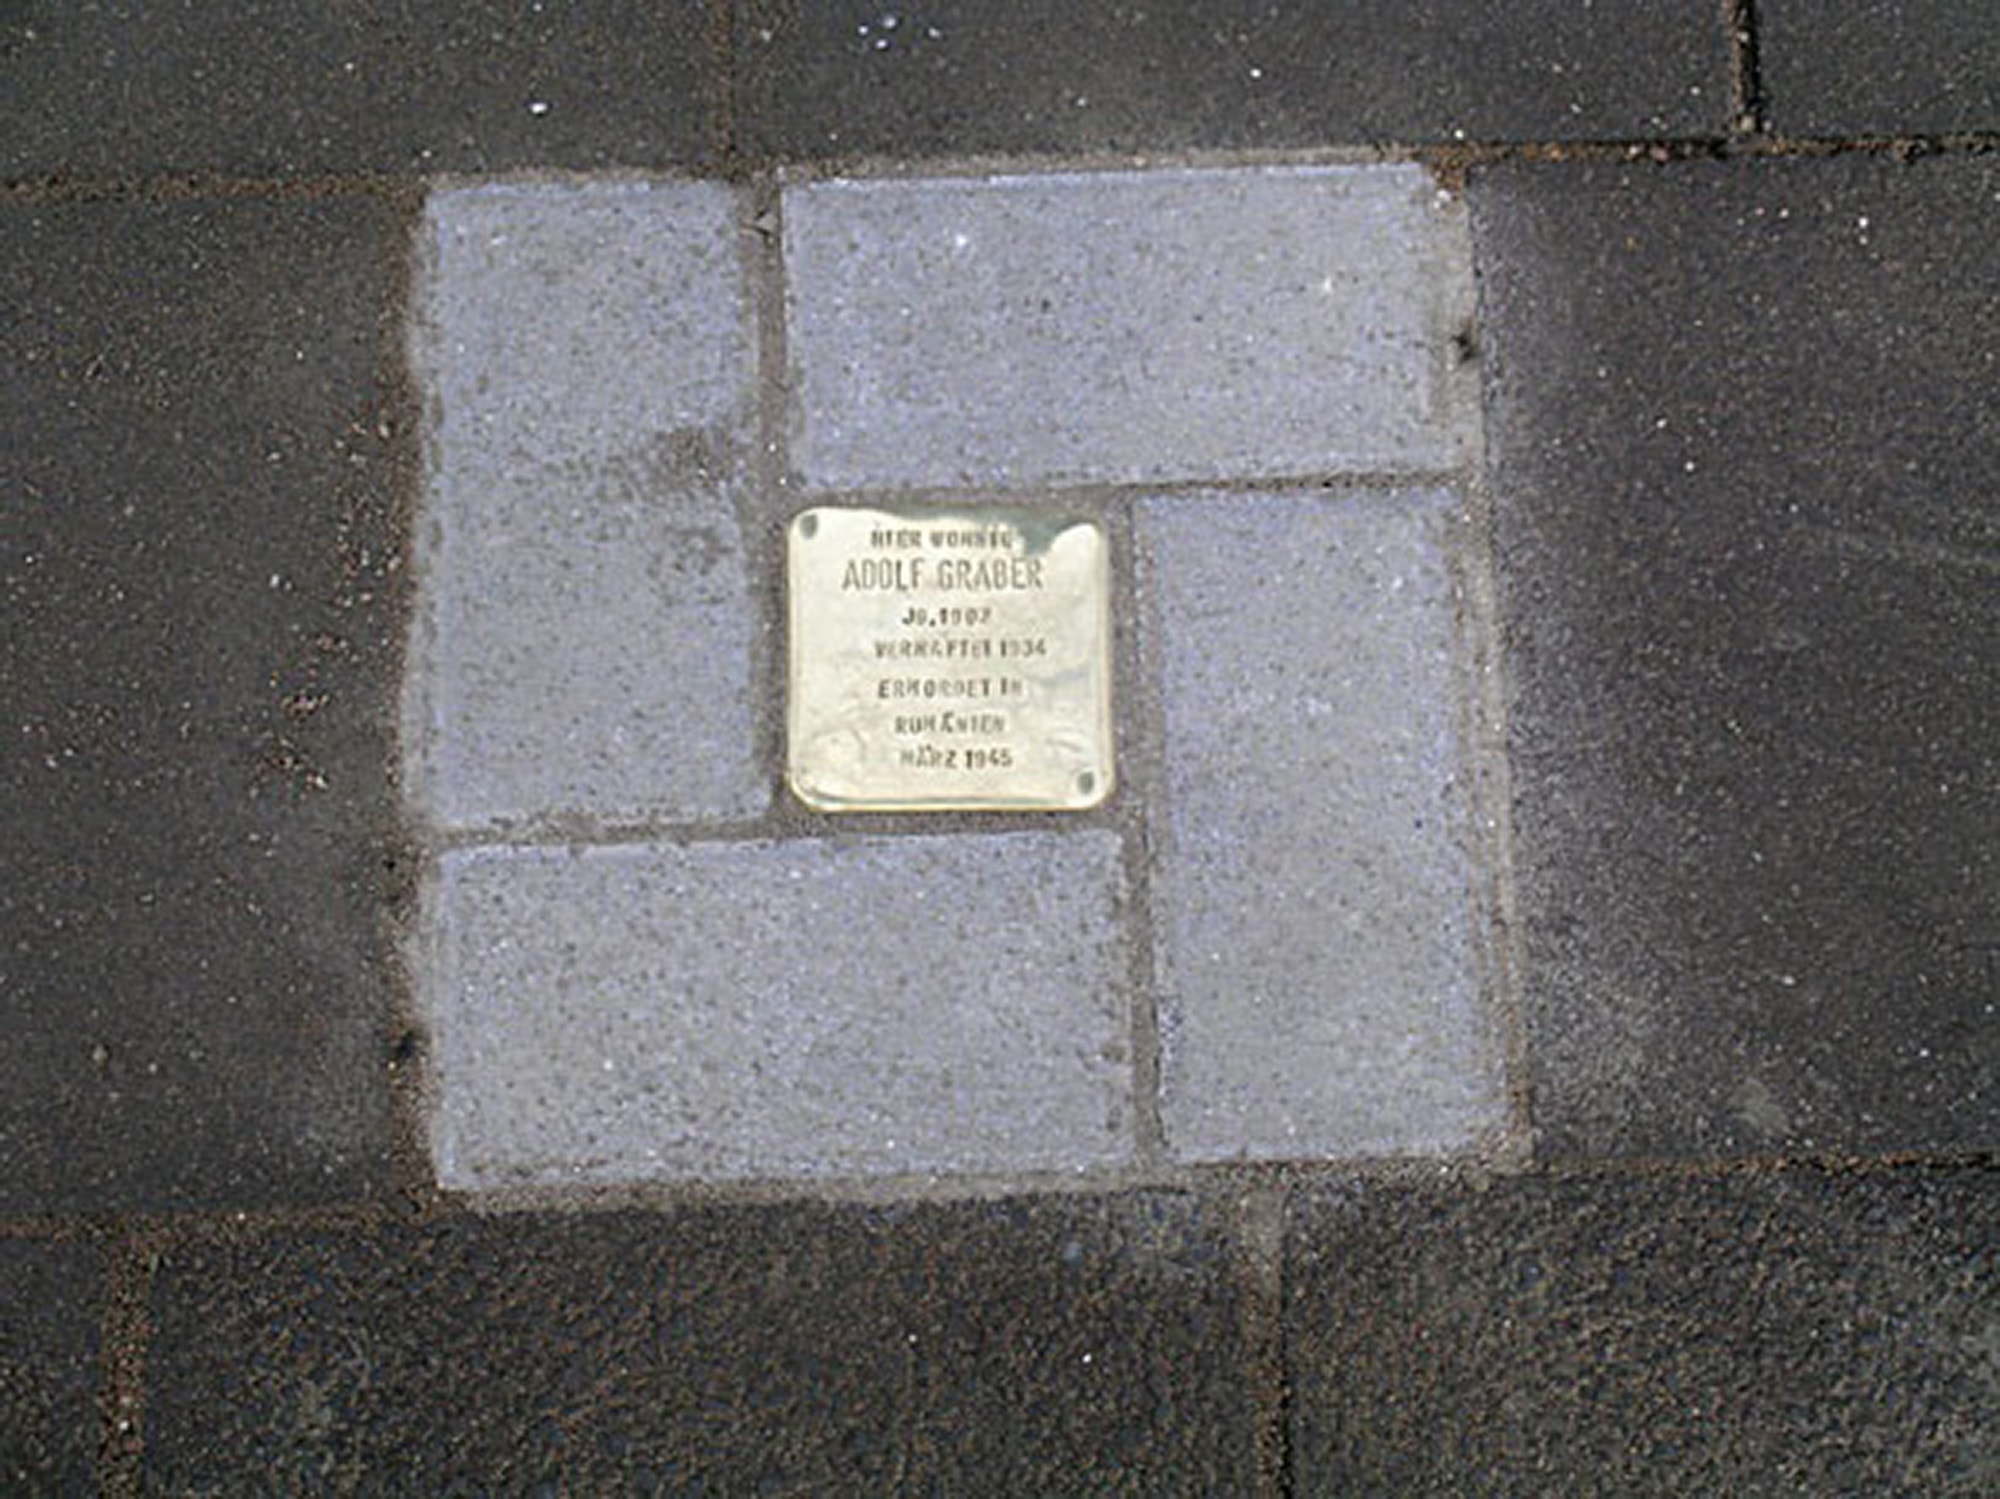 HIER WOHNTE
ADOLF GRABER
JG. 1907
VERHAFTET 1934
ERMORDET IN
RUMÄNIEN
MÄRZ 1945